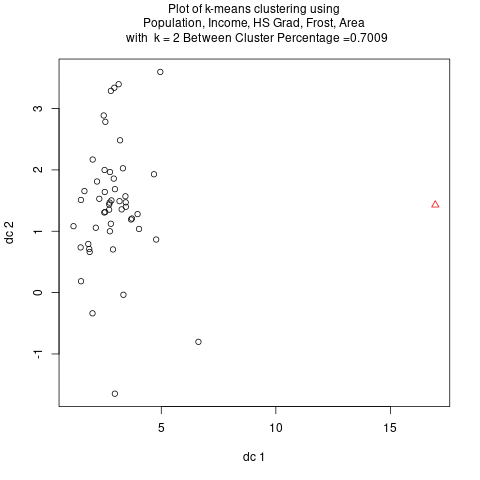 Plot of k-means clustering using
Population, Income, HS Grad, Frost, Area
with k = 2 Between Cluster Percentage =0.7009
3
2
1
0
-1
dc 2
5
10
15
dc 1